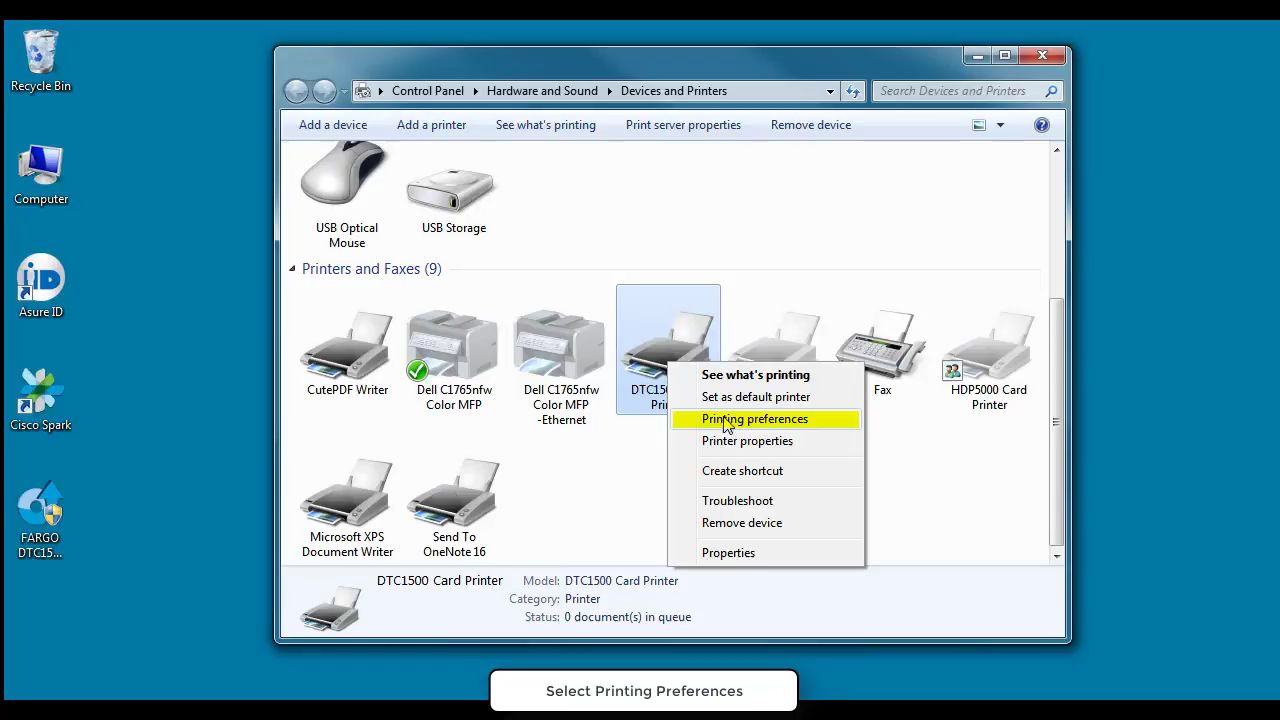 Recycle Bin
Computer
Asure ID
Cisco Spark
FARGO
DTC15...
Control Panel
Hardware and Sound
Devices and Printers
Search Devices and Printers
Add a device
Add a printer
See what's printing
Print server properties
Remove device
USB Optical
Mouse
USB Storage
Printers and Faxes (9)
CutePDF Writer
Dell C1765nfw
Color MFP
Dell C1765nfw
Color MFP
-Ethernet
Fax
HDP5000 Card
Printer
See what's printing
Set as default printer
Printing preferences
Printer properties
Create shortcut
Troubleshoot
Remove device
Properties
Microsoft XPS
Document Writer
Send To
OneNote 16
DTC1500 Card Printer
Model: DTC1500 Card Printer
Category: Printer
Status: 0 document(s) in queue
Select Printing Preferences